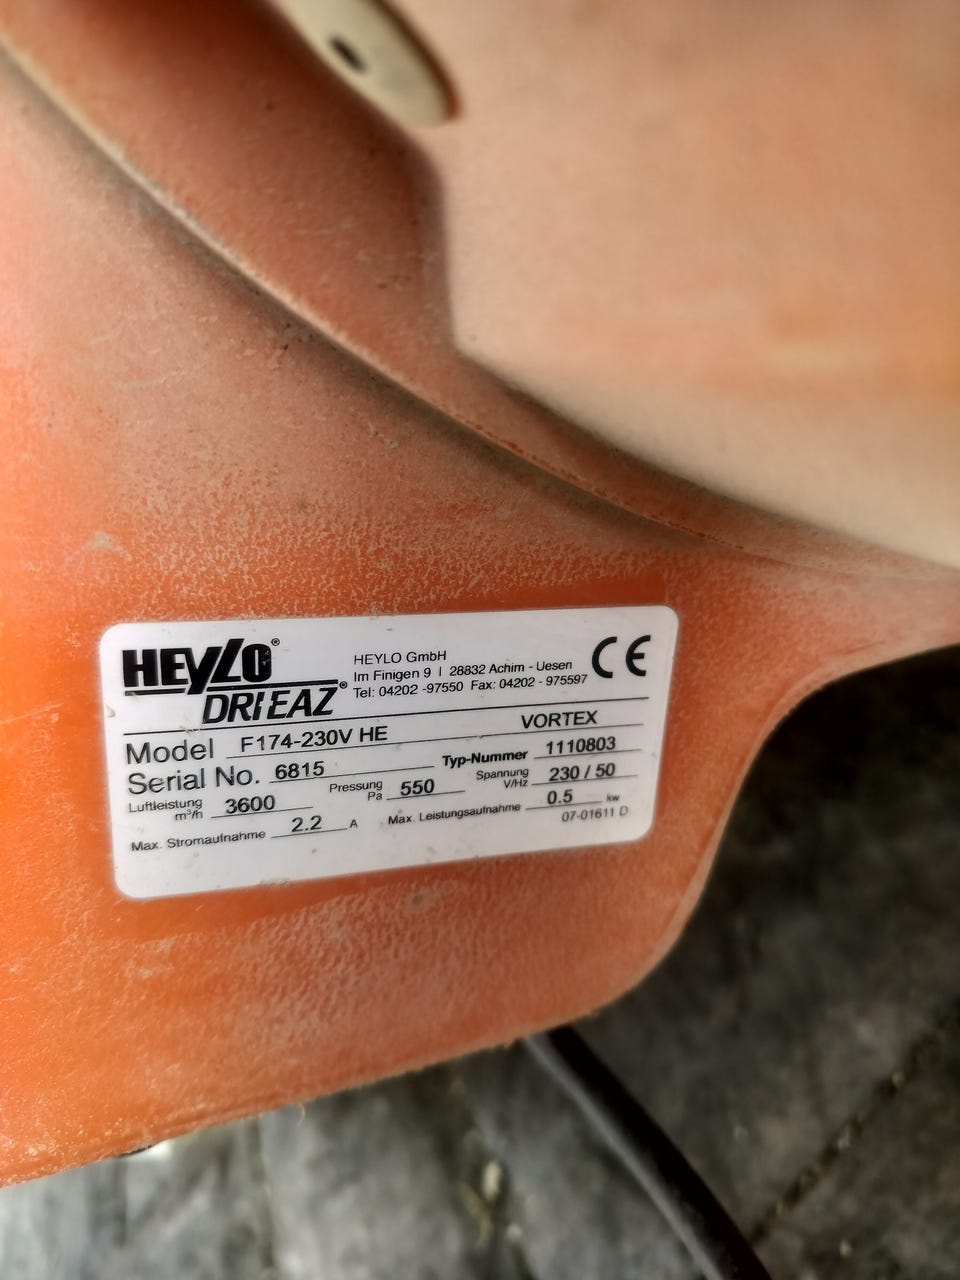 HEYLO®
DRIEAZ®
HEYLO GmbH
Im Finigen 9 | 28832 Achim - Uesen
Tel: 04202 -97550 Fax: 04202 - 975597
CE
Model F174-230V HE VORTEX
Serial No. 6815 Typ-Nummer 1110803
Luftleistung m³/h 3600 Pressung Pa 550 Spannung V/Hz 230 / 50
Max. Stromaufnahme 2.2 A Max. Leistungsaufnahme 0.5 kw
07-01611 D